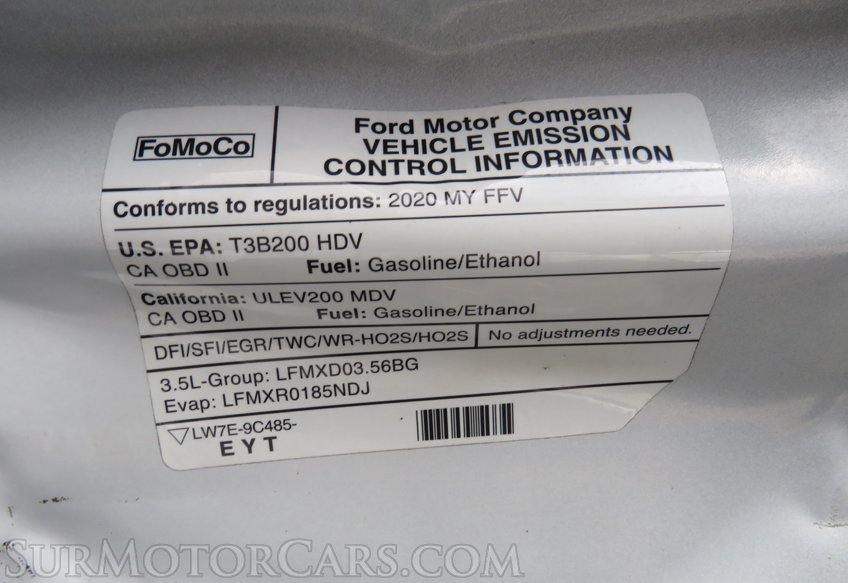 FoMoCo
Ford Motor Company
VEHICLE EMISSION
CONTROL INFORMATION
Conforms to regulations: 2020 MY FFV
U.S. EPA: T3B200 HDV
CA OBD II Fuel: Gasoline/Ethanol
California: ULEV200 MDV
CA OBD II Fuel: Gasoline/Ethanol
DFI/SFI/EGR/TWC/WR-HO2S/HO2S No adjustments needed.
3.5L-Group: LFMXD03.56BG
Evap: LFMXR0185NDJ
LW7E-9C485-
EYT
SurMotorCars.com